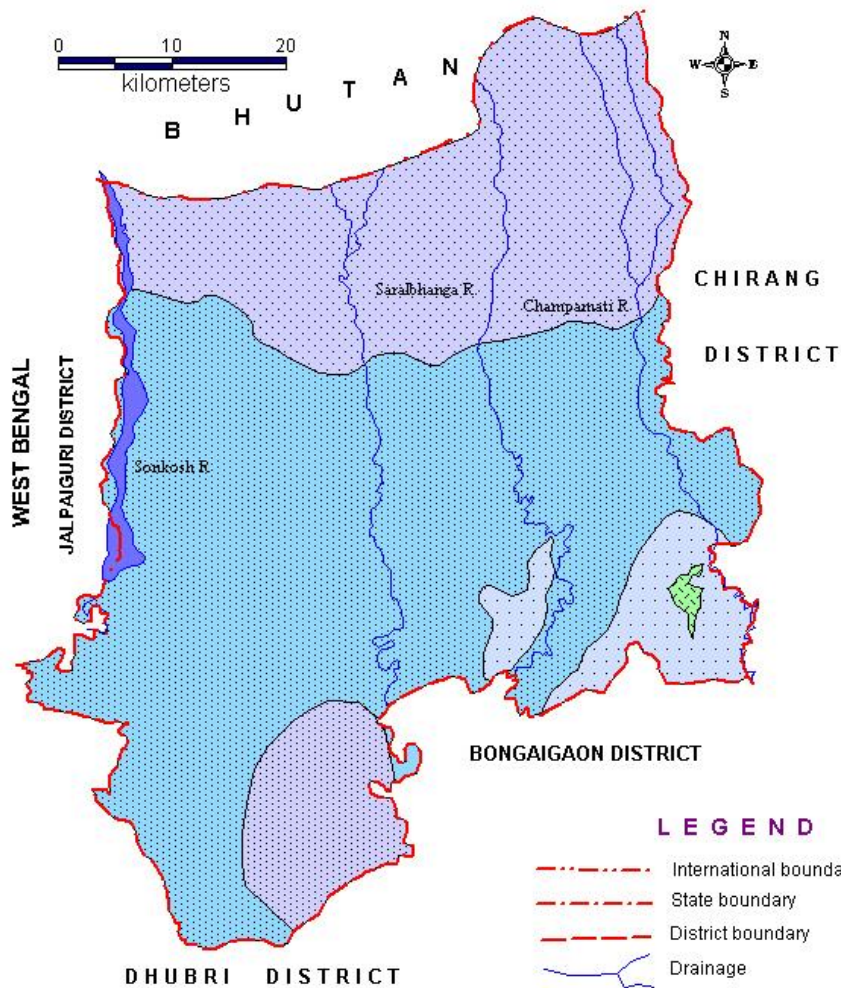 0 10 20
kilometers
B H U T A N
N
W E
S
Saralbhanga R.
Champamati R.
CHIRANG
DISTRICT
WEST BENGAL
JALPAIGURI DISTRICT
Sonkosh R
BONGAIGAON DISTRICT
DHUBRI DISTRICT
LEGEND
International bounda
State boundary
District boundary
Drainage